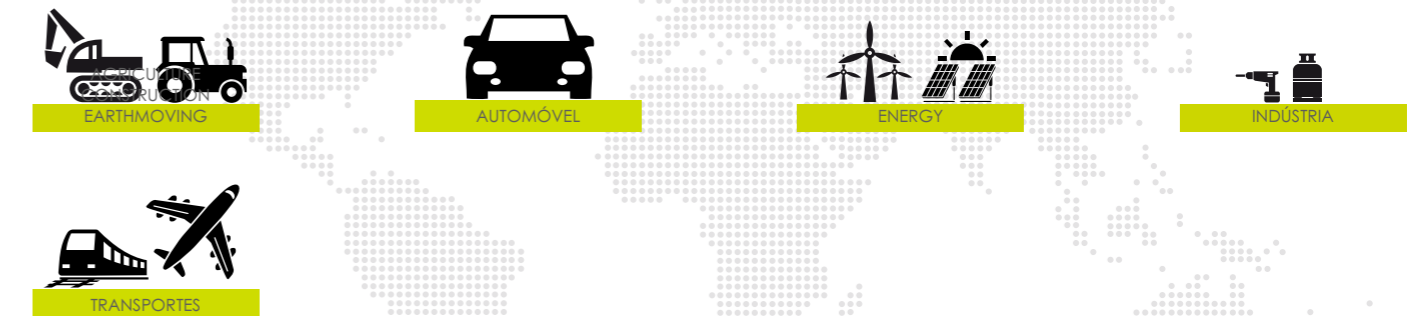 AGRICULTURE
CONSTRUCTION
EARTHMOVING
AUTOMÓVEL
ENERGY
INDÚSTRIA
TRANSPORTES